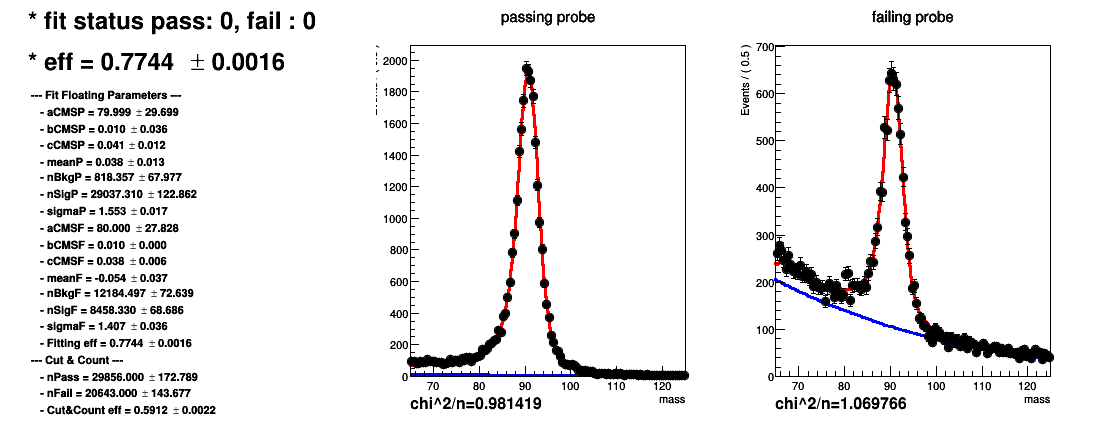 * fit status pass: 0, fail : 0
* eff = 0.7744 ± 0.0016
--- Fit Floating Parameters ---
- aCMSP = 79.999 ± 29.699
- bCMSP = 0.010 ± 0.036
- cCMSP = 0.041 ± 0.012
- meanP = 0.038 ± 0.013
- nBkgP = 818.357 ± 67.977
- nSigP = 29037.310 ± 122.862
- sigmaP = 1.553 ± 0.017
- aCMSF = 80.000 ± 27.828
- bCMSF = 0.010 ± 0.000
- cCMSF = 0.038 ± 0.006
- meanF = -0.054 ± 0.037
- nBkgF = 12184.497 ± 72.639
- nSigF = 8458.330 ± 68.686
- sigmaF = 1.407 ± 0.036
- Fitting eff = 0.7744 ± 0.0016
--- Cut & Count ---
- nPass = 29856.000 ± 172.789
- nFail = 20643.000 ± 143.677
- Cut&Count eff = 0.5912 ± 0.0022
passing probe
2000
1800
1600
1400
1200
1000
800
600
400
200
0
70 80 90 100 110 120
mass
chi^2/n=0.981419
failing probe
Events / ( 0.5 )
700
600
500
400
300
200
100
0
70 80 90 100 110 120
mass
chi^2/n=1.069766